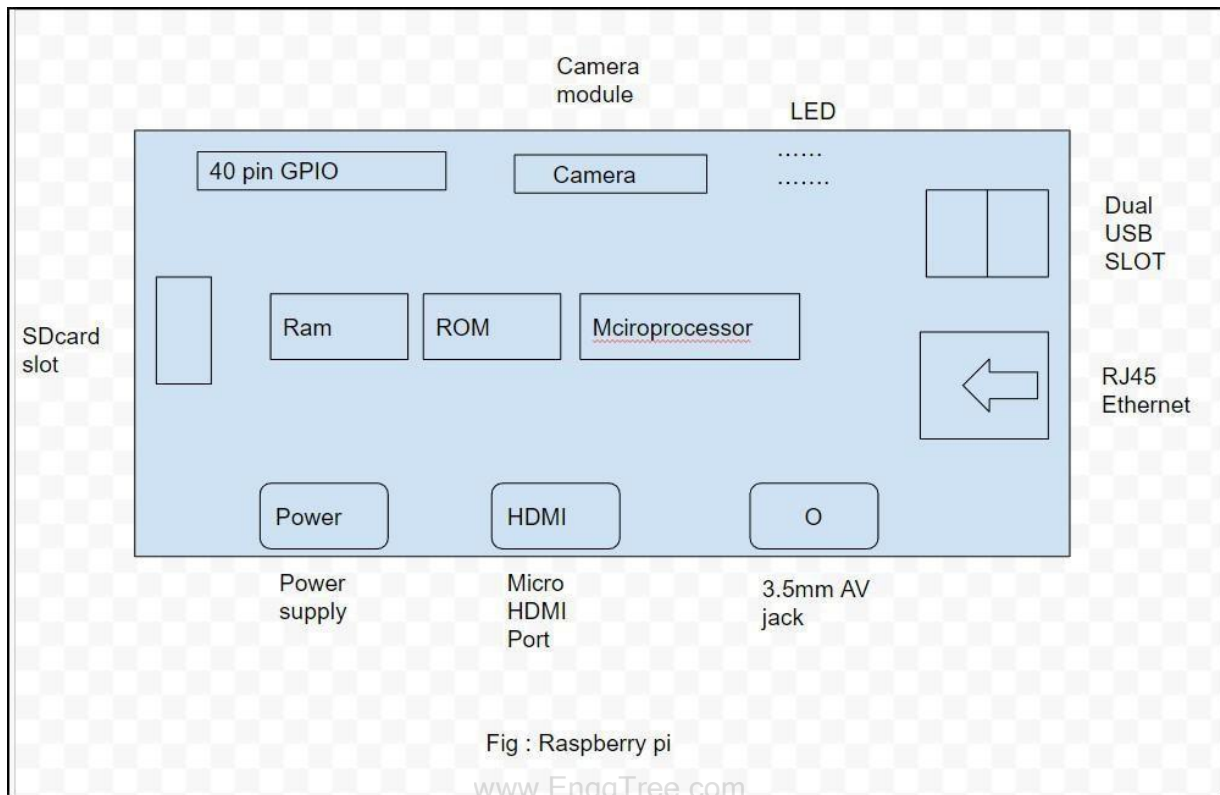 Camera
module
LED
......
.......
40 pin GPIO
Camera
Dual
USB
SLOT
SDcard
slot
Ram
ROM
Mciroprocessor
RJ45
Ethernet
Power
HDMI
O
Power
supply
Micro
HDMI
Port
3.5mm AV
jack
Fig : Raspberry pi
www.EnggTree.com